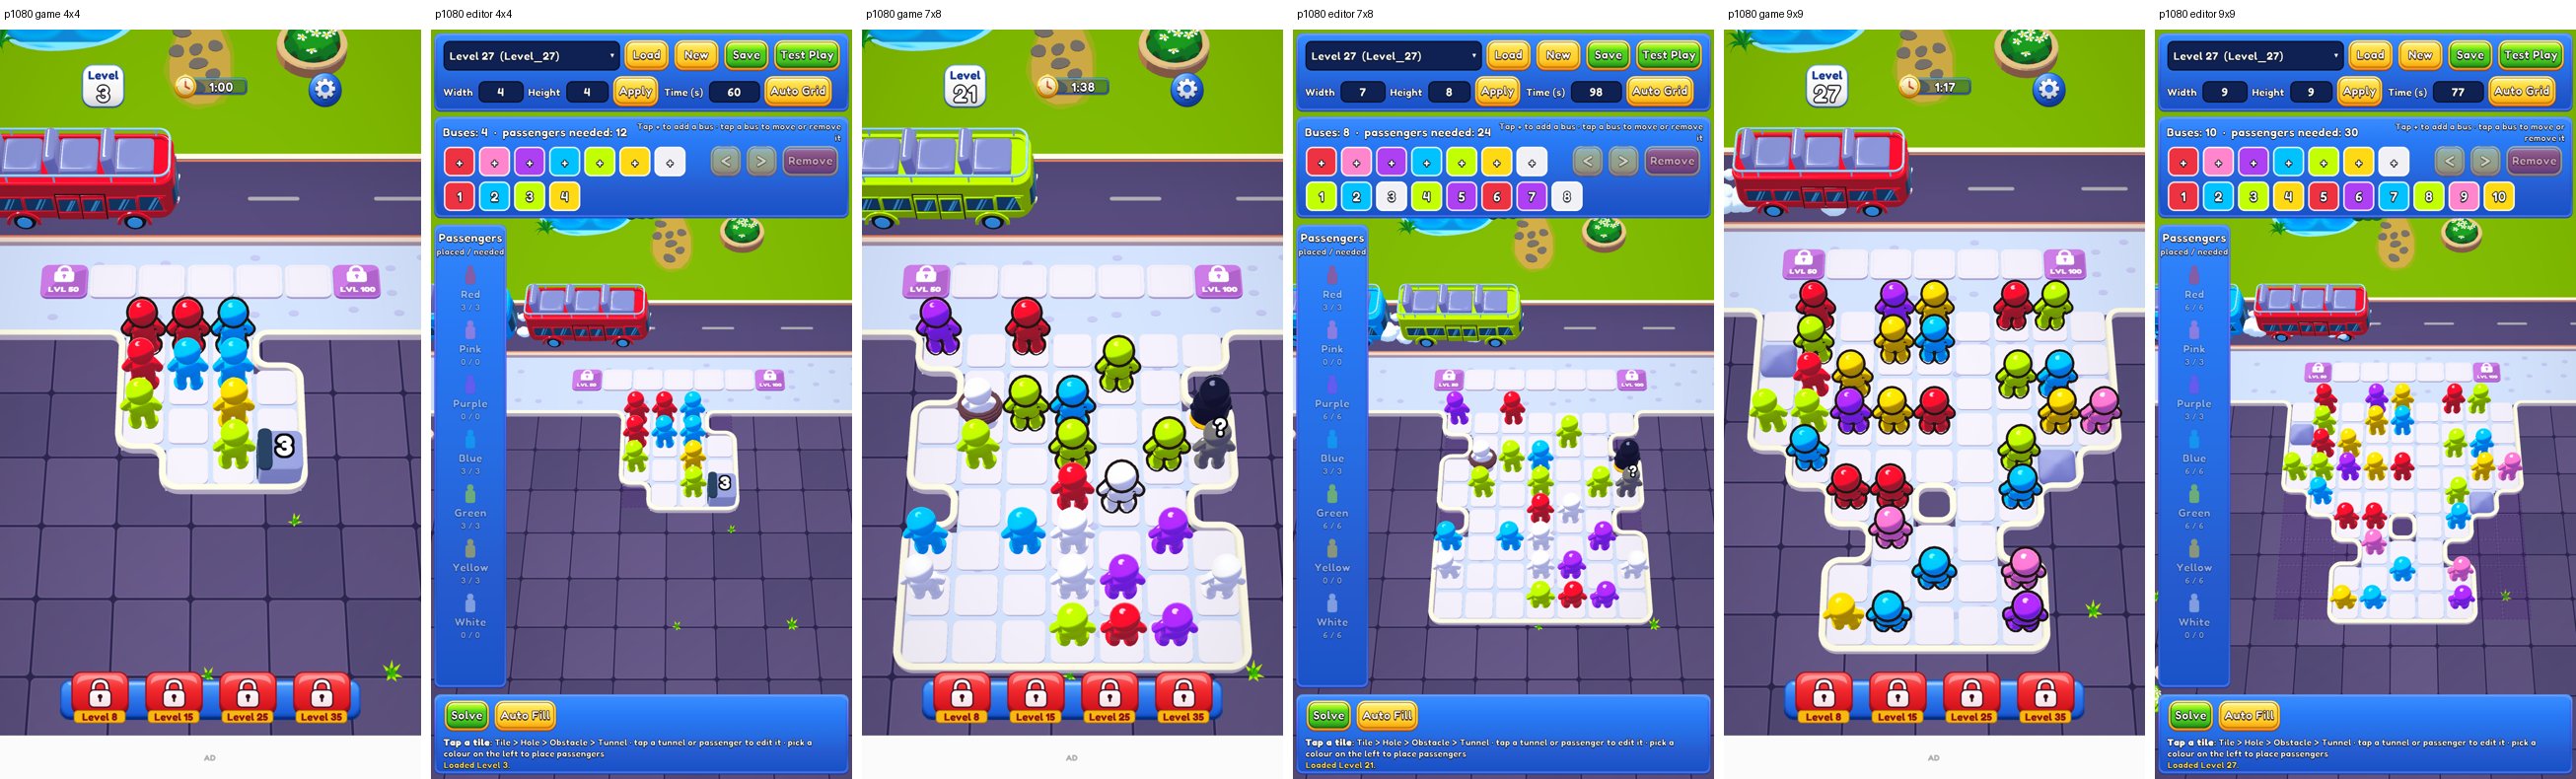 p1080 game 4x4
Level
3
1:00
LVL 50
LVL 100
3
Level 8
Level 15
Level 25
Level 35
AD
p1080 editor 4x4
Level 27 (Level_27)
Load
New
Save
Test Play
Width
4
Height
4
Apply
Time (s)
60
Auto Grid
Buses: 4 · passengers needed: 12
Tap + to add a bus · tap a bus to move or remove
it
+
+
+
+
+
+
+
<
>
Remove
1
2
3
4
Passengers
placed / needed
Red
3 / 3
Pink
0 / 0
Purple
0 / 0
Blue
3 / 3
Green
3 / 3
Yellow
3 / 3
White
0 / 0
LVL 100
3
Solve
Auto Fill
Tap a tile: Tile > Hole > Obstacle > Tunnel · tap a tunnel or passenger to edit it · pick a
colour on the left to place passengers
Loaded Level 3.
p1080 game 7x8
Level
21
1:38
LVL 50
LVL 100
?
Level 8
Level 15
Level 25
Level 35
AD
p1080 editor 7x8
Level 27 (Level_27)
Load
New
Save
Test Play
Width
7
Height
8
Apply
Time (s)
98
Auto Grid
Buses: 8 · passengers needed: 24
Tap + to add a bus · tap a bus to move or remove
it
+
+
+
+
+
+
+
<
>
Remove
1
2
3
4
5
6
7
8
Passengers
placed / needed
Red
3 / 3
Pink
0 / 0
Purple
6 / 6
Blue
3 / 3
Green
6 / 6
Yellow
0 / 0
White
6 / 6
LVL 100
?
Solve
Auto Fill
Tap a tile: Tile > Hole > Obstacle > Tunnel · tap a tunnel or passenger to edit it · pick a
colour on the left to place passengers
Loaded Level 21.
p1080 game 9x9
Level
27
1:17
LVL 50
LVL 100
Level 8
Level 15
Level 25
Level 35
AD
p1080 editor 9x9
Level 27 (Level_27)
Load
New
Save
Test Play
Width
9
Height
9
Apply
Time (s)
77
Auto Grid
Buses: 10 · passengers needed: 30
Tap + to add a bus · tap a bus to move or
remove it
+
+
+
+
+
+
+
<
>
Remove
1
2
3
4
5
6
7
8
9
10
Passengers
placed / needed
Red
6 / 6
Pink
3 / 3
Purple
3 / 3
Blue
6 / 6
Green
6 / 6
Yellow
6 / 6
White
0 / 0
Solve
Auto Fill
Tap a tile: Tile > Hole > Obstacle > Tunnel · tap a tunnel or passenger to edit it · pick a
colour on the left to place passengers
Loaded Level 27.